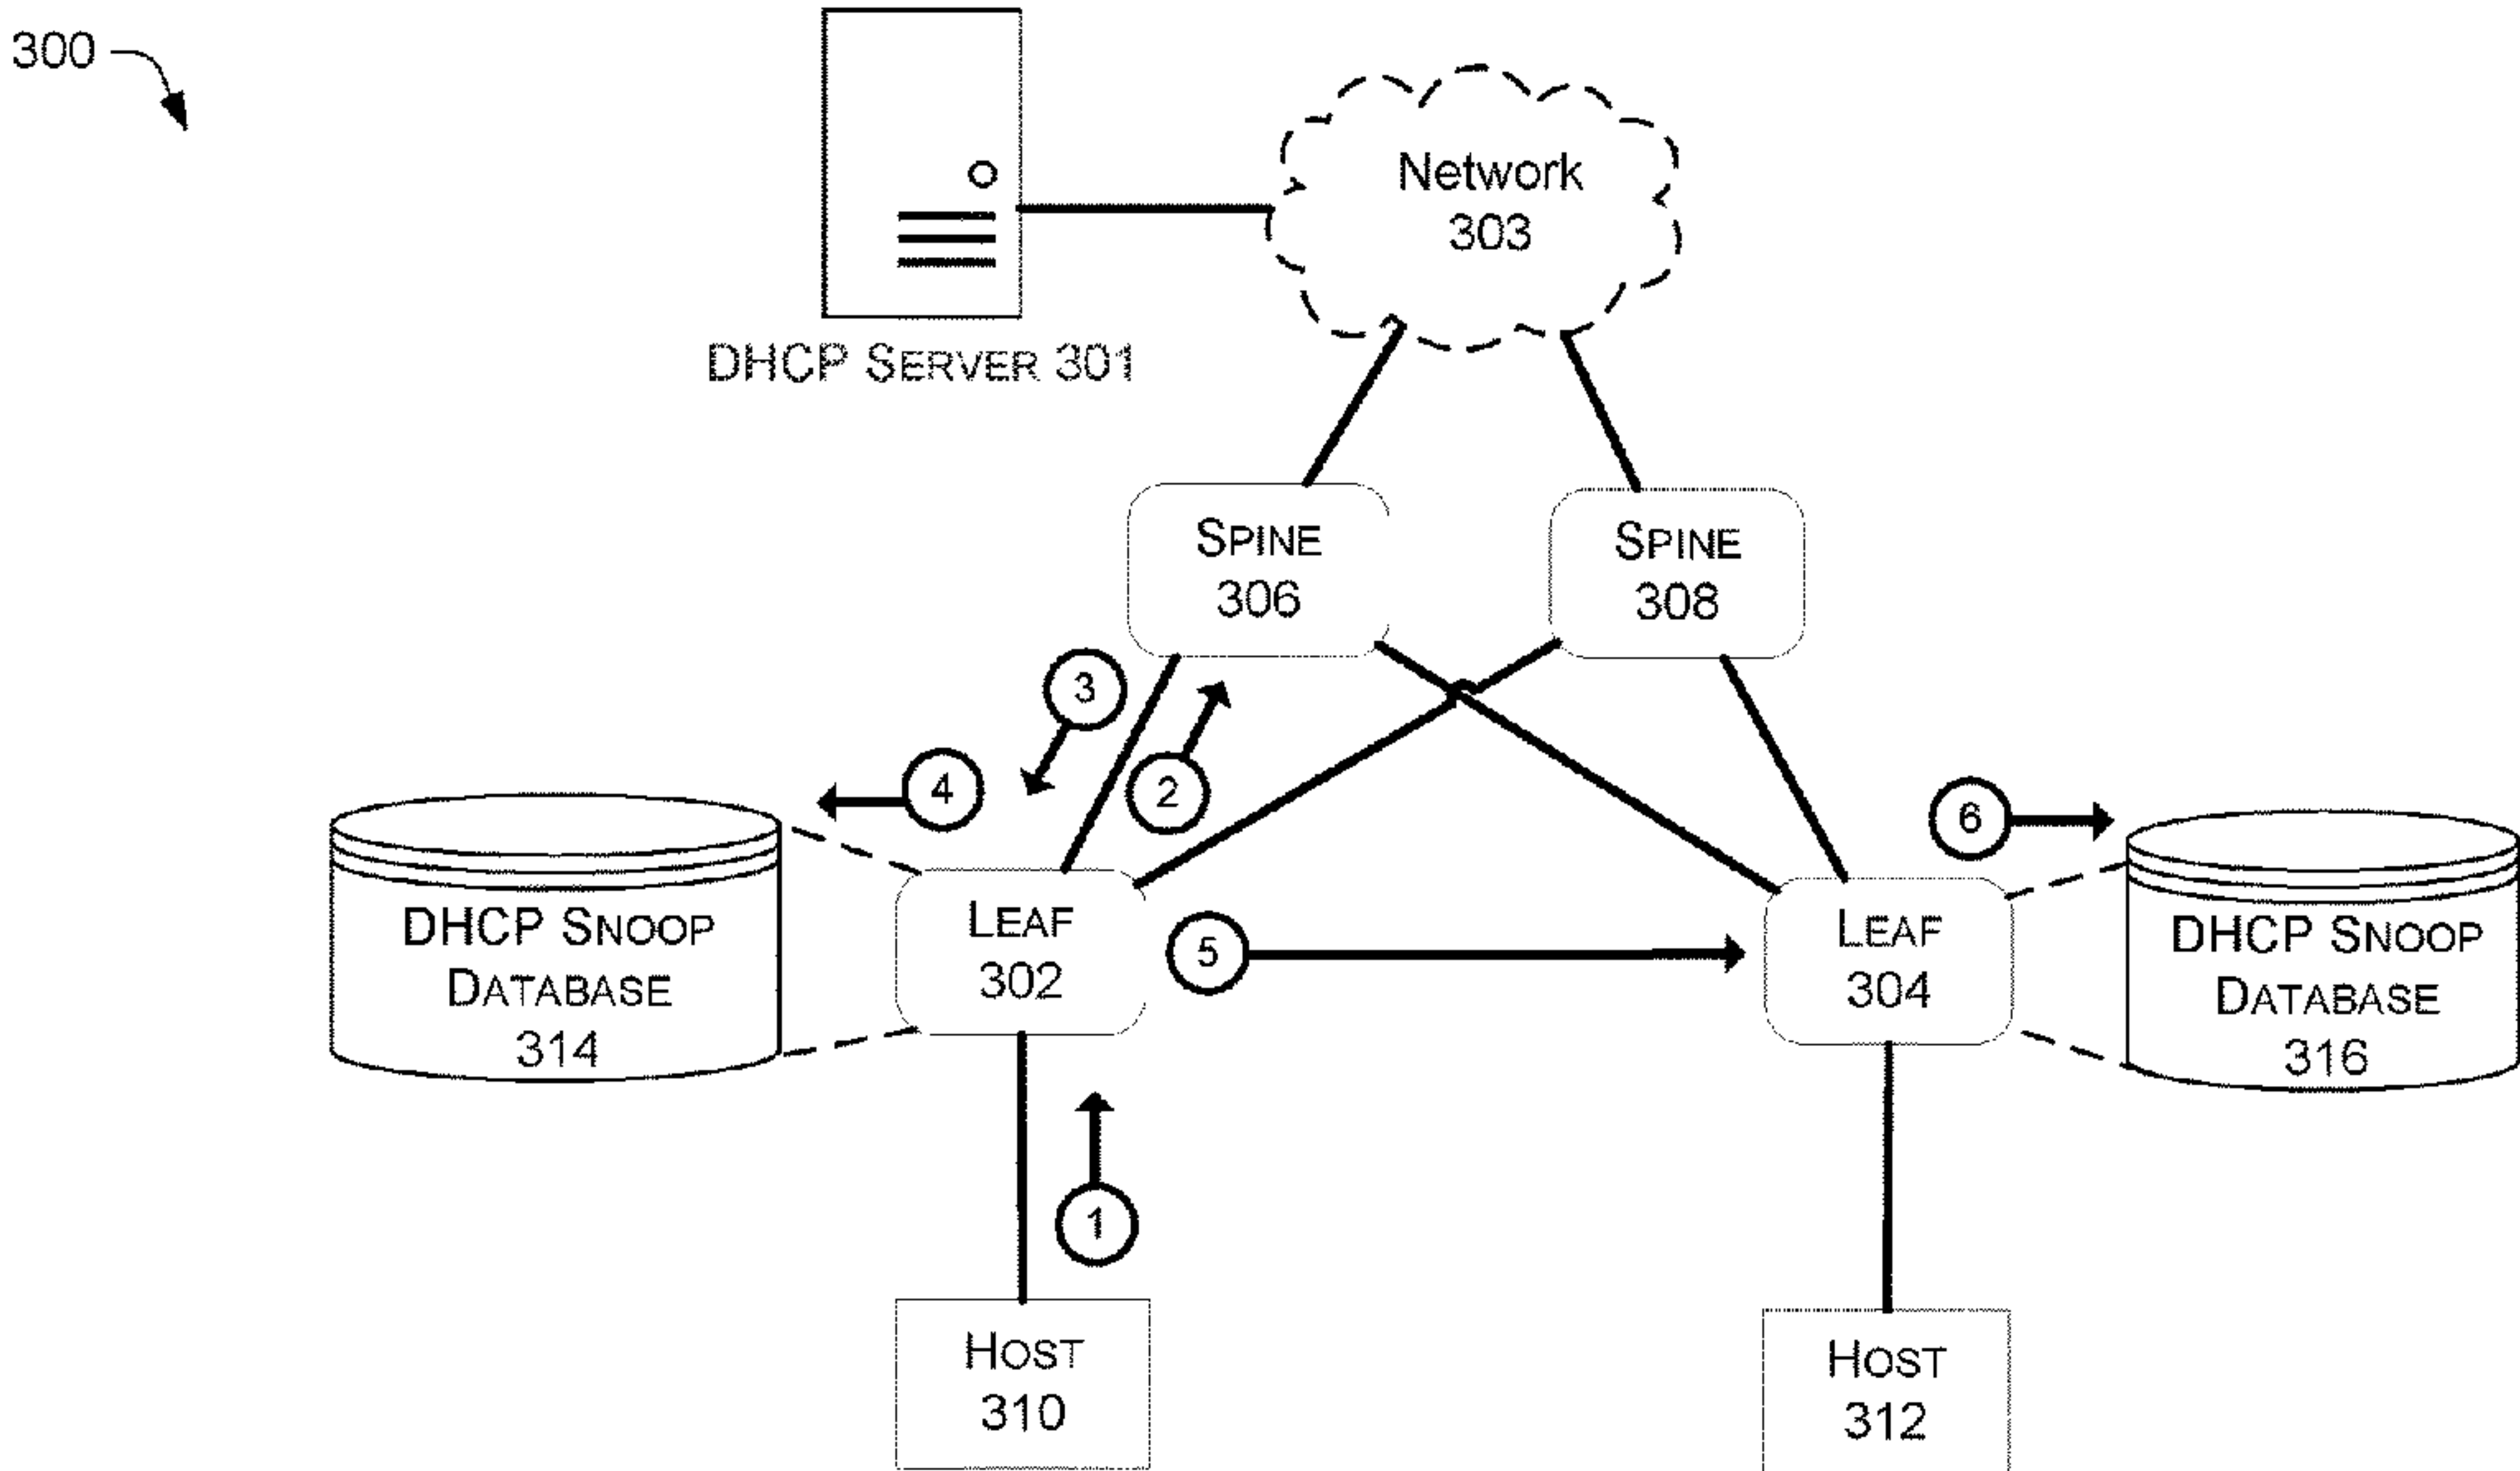 300
Network
303
DHCP SERVER 301
SPINE
306
SPINE
308
3
2
4
6
DHCP SNOOP
DATABASE
314
LEAF
302
5
LEAF
304
DHCP SNOOP
DATABASE
316
1
HOST
310
HOST
312